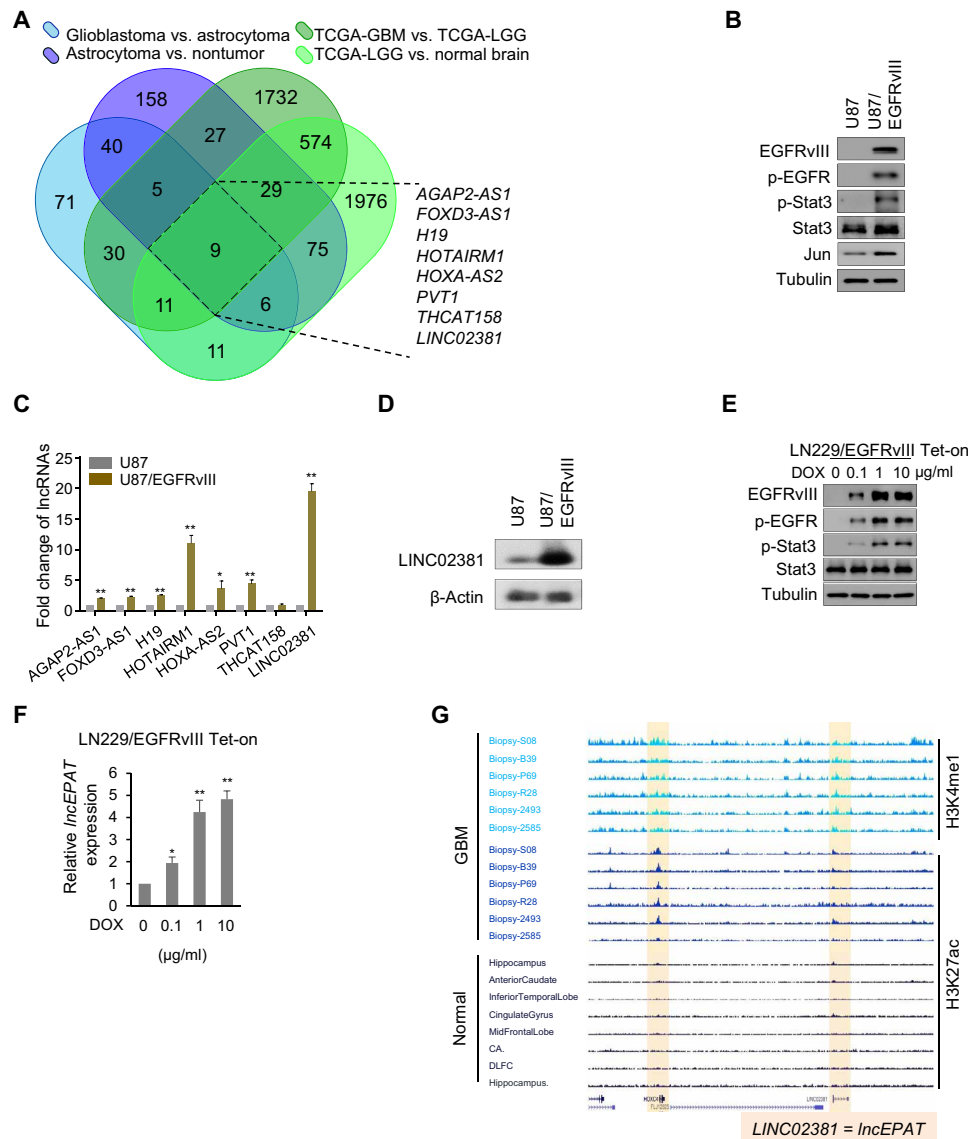 A
Glioblastoma vs. astrocytoma
TCGA-GBM vs. TCGA-LGG
Astrocytoma vs. nontumor
TCGA-LGG vs. normal brain
158
1732
40
27
574
71
5
29
1976
30
9
75
11
6
11
AGAP2-AS1
FOXD3-AS1
H19
HOTAIRM1
HOXA-AS2
PVT1
THCAT158
LINC02381
B
U87
U87/
EGFRvIII
EGFRvIII
p-EGFR
p-Stat3
Stat3
Jun
Tubulin
C
Fold change of lncRNAs
U87
U87/EGFRvIII
25
20
15
10
5
0
** ** ** ** * ** **
AGAP2-AS1
FOXD3-AS1
H19
HOTAIRM1
HOXA-AS2
PVT1
THCAT158
LINC02381
D
U87
U87/
EGFRvIII
LINC02381
β-Actin
E
LN229/EGFRvIII Tet-on
DOX 0 0.1 1 10 µg/ml
EGFRvIII
p-EGFR
p-Stat3
Stat3
Tubulin
F
LN229/EGFRvIII Tet-on
Relative lncEPAT
expression
6
5
4
3
2
1
0
* ** **
DOX 0 0.1 1 10
(µg/ml)
G
GBM
Biopsy-S08
Biopsy-B39
Biopsy-P69
Biopsy-R28
Biopsy-2493
Biopsy-2585
H3K4me1
Biopsy-S08
Biopsy-B39
Biopsy-P69
Biopsy-R28
Biopsy-2493
Biopsy-2585
H3K27ac
Normal
Hippocampus
AnteriorCaudate
InferiorTemporalLobe
CingulateGyrus
MidFrontalLobe
CA.
DLFC
Hippocampus.
LINC02381
LINC02381 = lncEPAT